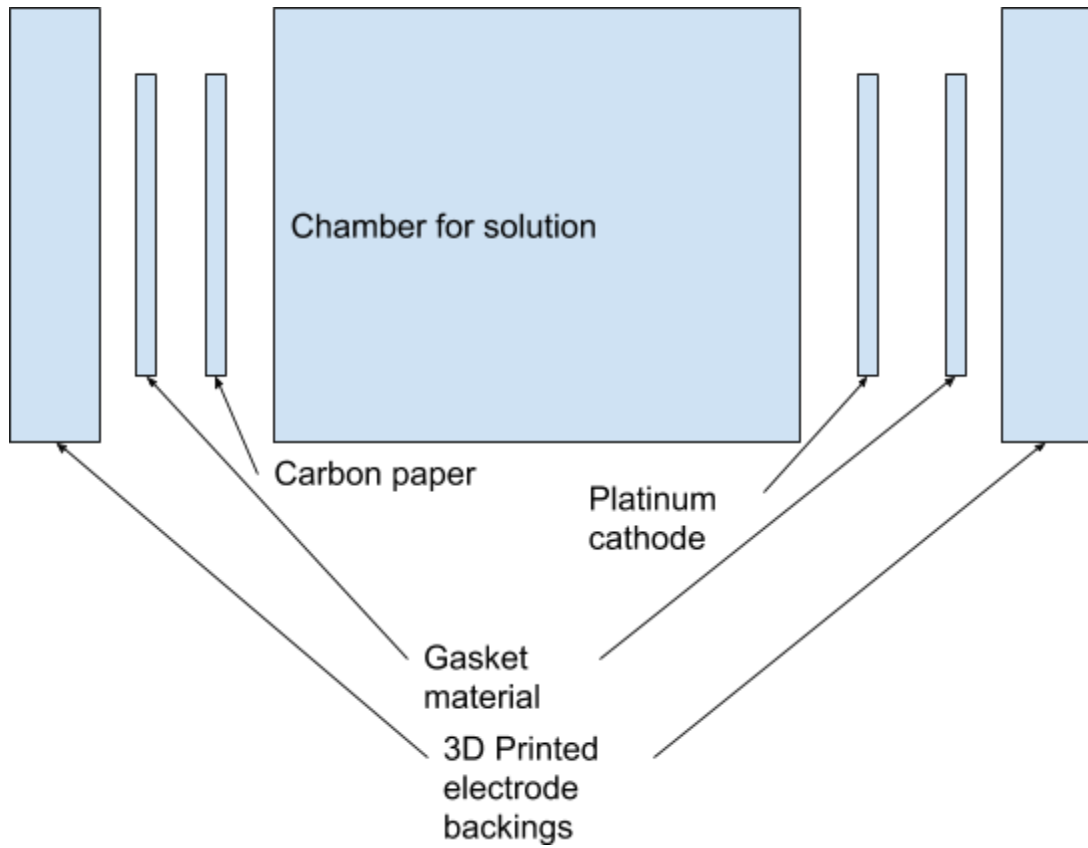 Chamber for solution
Carbon paper
Platinum
cathode
Gasket
material
3D Printed
electrode
backings